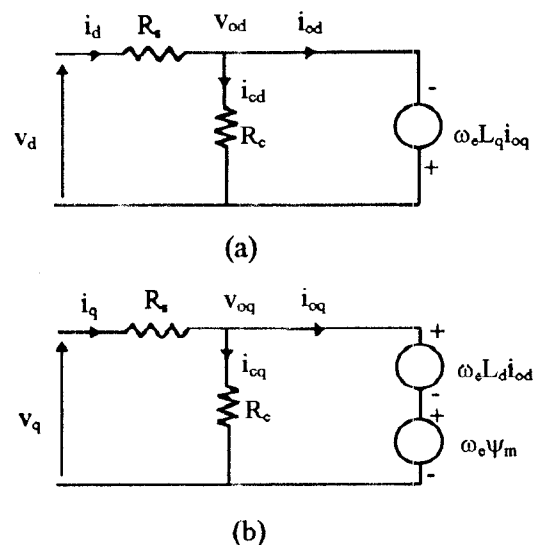 i_d R_s v_od i_od
-
i_cd
v_d R_c ω_eL_qi_oq
+
(a)
i_q R_s v_oq i_oq
+
ω_eL_di_od
i_cq
-
R_c
+
v_q ω_eψ_m
-
(b)